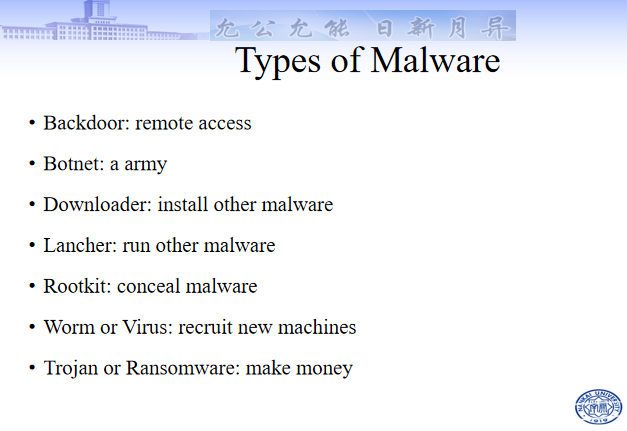 允公允能 日新月异
Types of Malware
• Backdoor: remote access
• Botnet: a army
• Downloader: install other malware
• Lancher: run other malware
• Rootkit: conceal malware
• Worm or Virus: recruit new machines
• Trojan or Ransomware: make money
NANKAI UNIVERSITY
1919